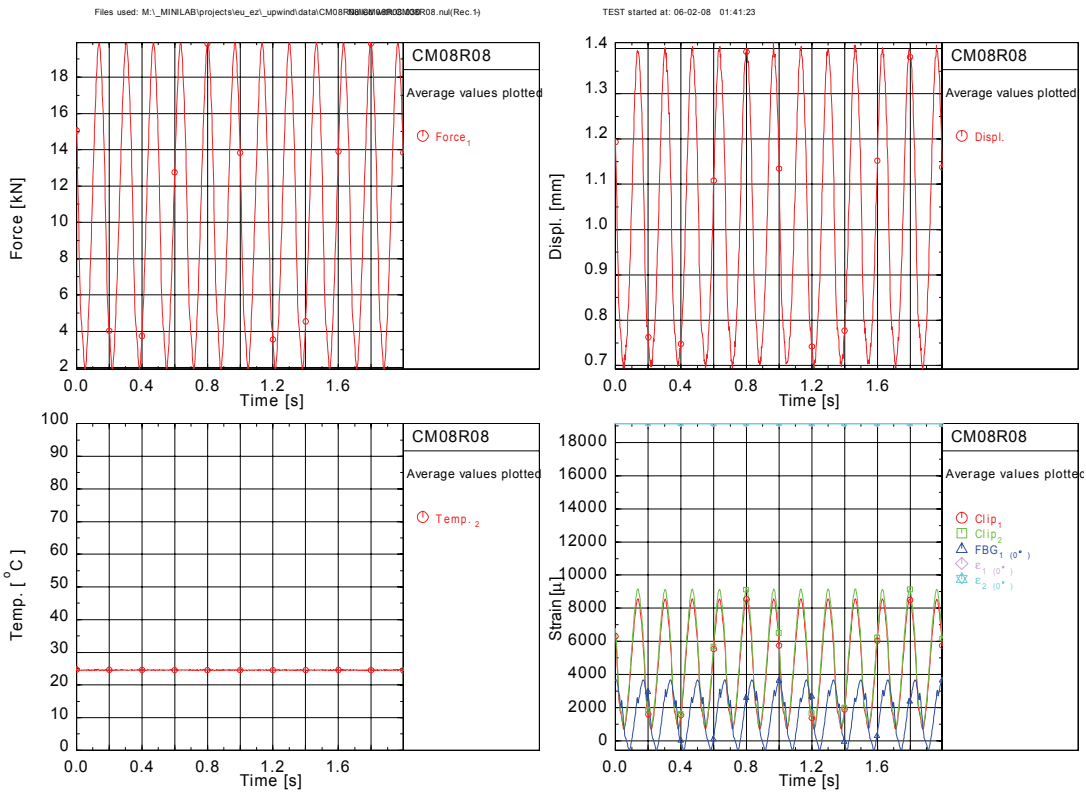 Files used: M:\_MINILAB\projects\eu_ez\_upwind\data\CM08R08
R08.nul(Rec.1-)
TEST started at: 06-02-08 01:41:23
CM08R08
Average values plotted
Force1
Force [kN]
18
16
14
12
10
8
6
4
2
0.0 0.4 0.8 1.2 1.6
Time [s]
CM08R08
Average values plotted
Displ.
Displ. [mm]
1.4
1.3
1.2
1.1
1.0
0.9
0.8
0.7
0.0 0.4 0.8 1.2 1.6
Time [s]
CM08R08
Average values plotted
Temp.2
Temp. [°C]
100
90
80
70
60
50
40
30
20
10
0
0.0 0.4 0.8 1.2 1.6
Time [s]
CM08R08
Average values plotted
Clip1
Clip2
FBG1 (0°)
ε1 (0°)
ε2 (0°)
Strain[µ]
18000
16000
14000
12000
10000
8000
6000
4000
2000
0
0.0 0.4 0.8 1.2 1.6
Time [s]